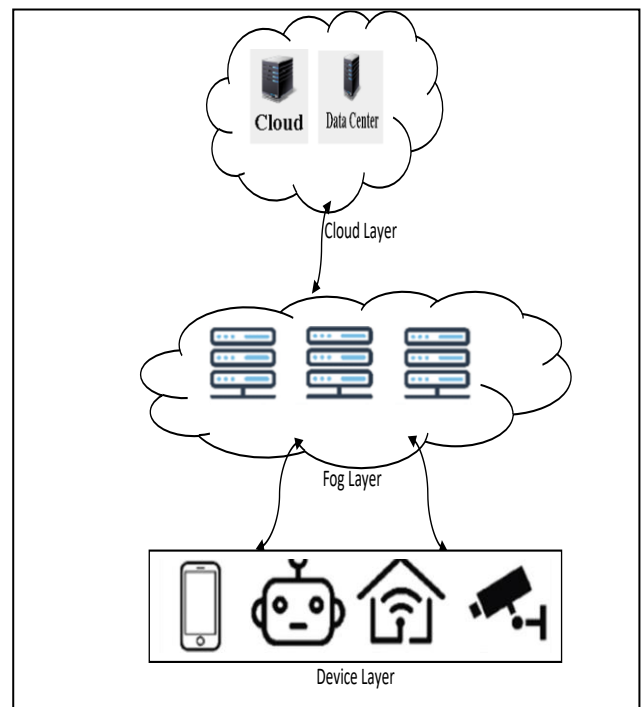 Cloud
Data Center
Cloud Layer
Fog Layer
Device Layer